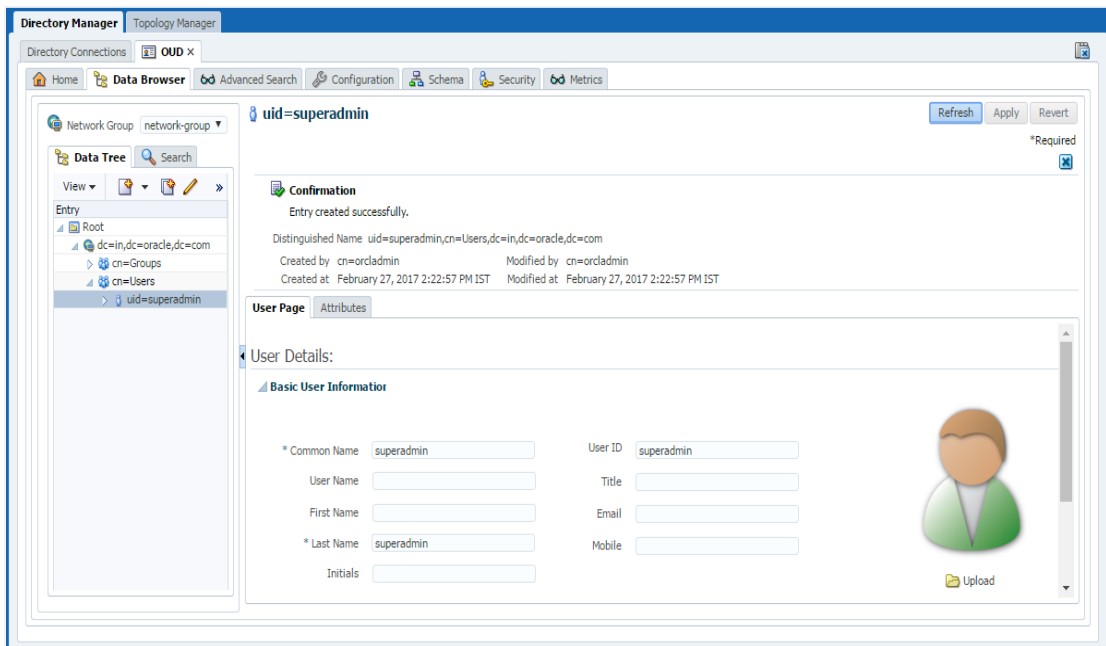 Directory Manager Topology Manager
Directory Connections OUD ×
Home Data Browser Advanced Search Configuration Schema Security Metrics
Network Group network-group
Data Tree Search
View »
Entry
Root
dc=in,dc=oracle,dc=com
cn=Groups
cn=Users
uid=superadmin
uid=superadmin
Refresh Apply Revert
*Required
Confirmation
Entry created successfully.
Distinguished Name uid=superadmin,cn=Users,dc=in,dc=oracle,dc=com
Created by cn=orcladmin Modified by cn=orcladmin
Created at February 27, 2017 2:22:57 PM IST Modified at February 27, 2017 2:22:57 PM IST
User Page Attributes
User Details:
Basic User Information
* Common Name superadmin User ID superadmin
User Name Title
First Name Email
* Last Name superadmin Mobile
Initials
Upload